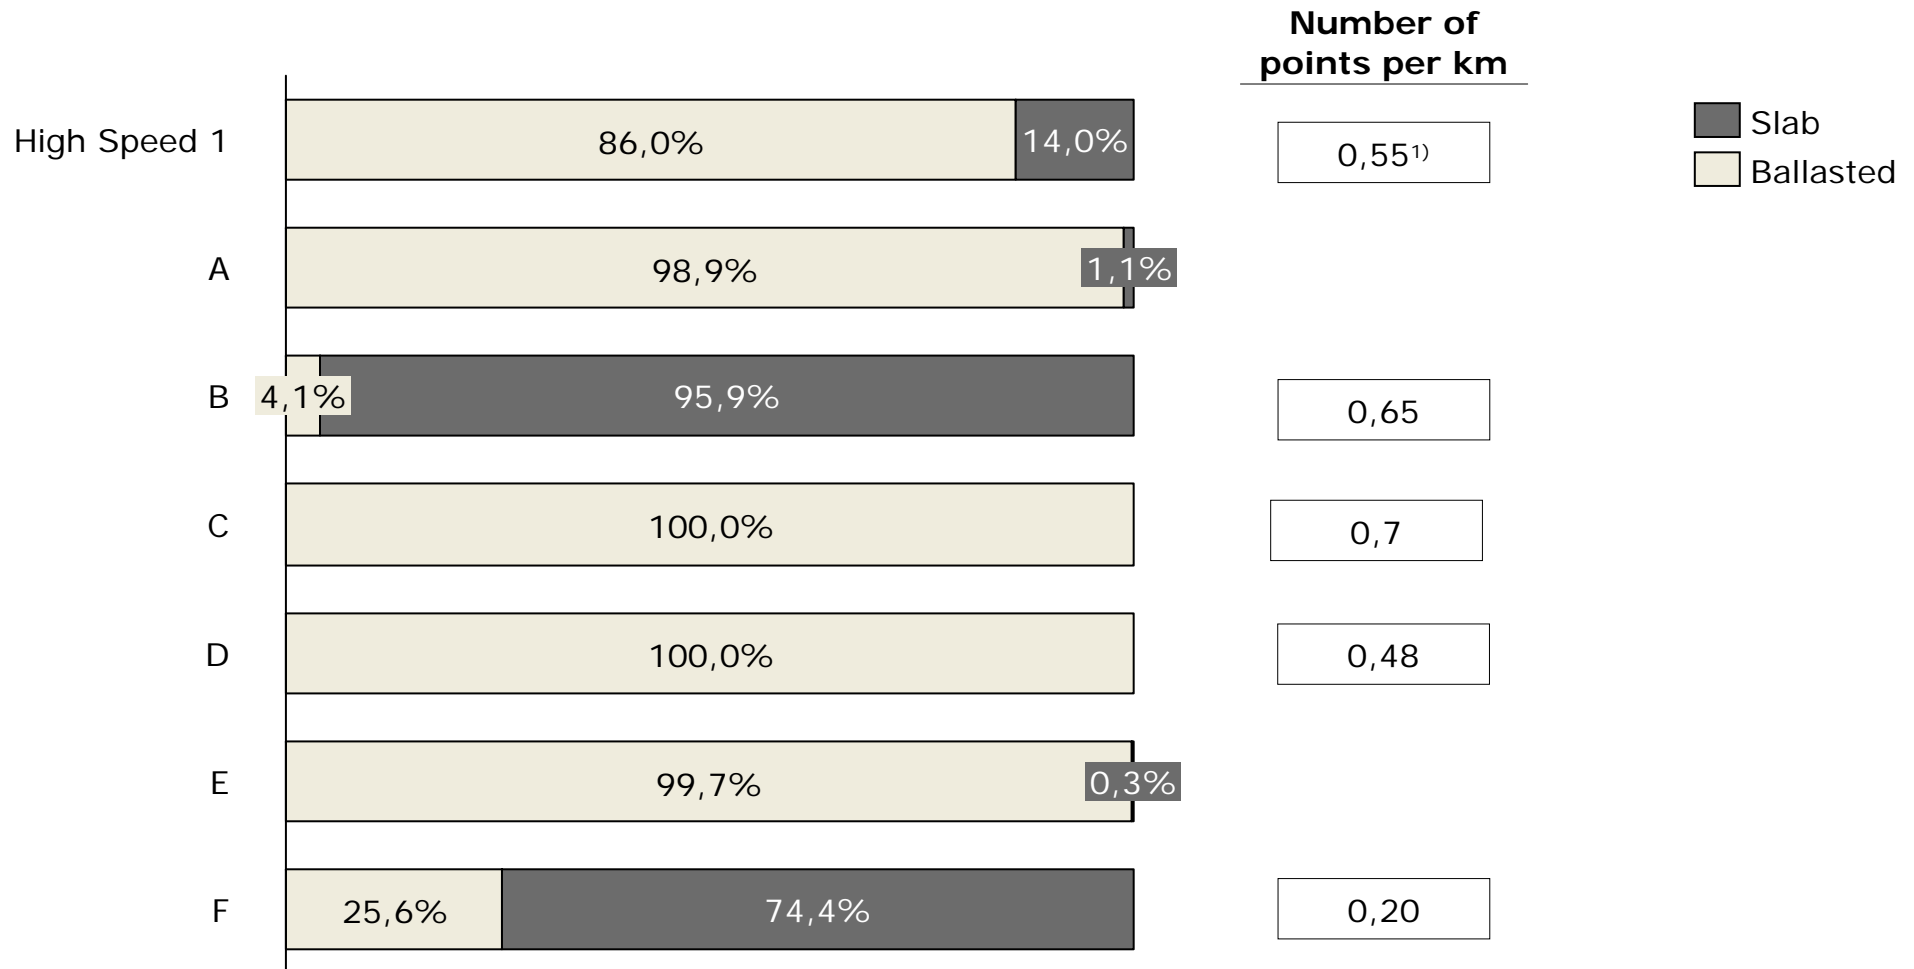 Number of
points per km
High Speed 1
86,0%
14,0%
0,55¹⁾
Slab
Ballasted
A
98,9%
1,1%
B
4,1%
95,9%
0,65
C
100,0%
0,7
D
100,0%
0,48
E
99,7%
0,3%
F
25,6%
74,4%
0,20